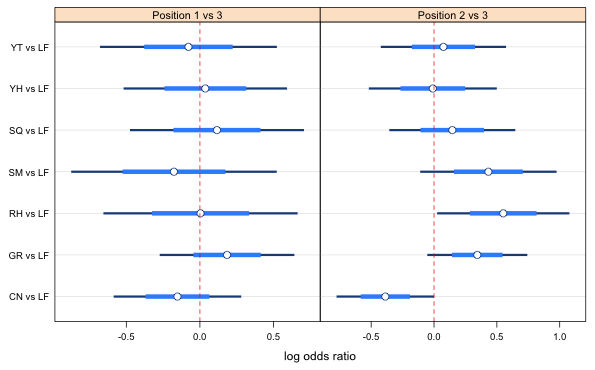 Position 1 vs 3
Position 2 vs 3
YT vs LF
YH vs LF
SQ vs LF
SM vs LF
RH vs LF
GR vs LF
CN vs LF
-0.5 0.0 0.5
-0.5 0.0 0.5 1.0
log odds ratio